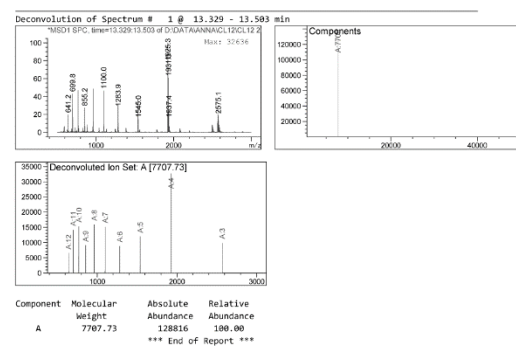 Deconvolution of Spectrum # 1 @ 13.329 - 13.503 min
*MSD1 SPC, time=13.329:13.503 of D:\DATA\ANNA\CL12\CL12 2
Max: 32636
100
80
60
40
20
0
641.2
699.8
855.2
1100.0
1283.9
1545.0
1937.4
2575.1
1000
2000
m/z
Components
120000
100000
80000
60000
40000
20000
20000
40000
Deconvoluted Ion Set: A [7707.73]
35000
30000
25000
20000
15000
10000
5000
0
A:12
A:11
A:10
A:9
A:8
A:7
A:6
A:5
A:4
A:3
1000
2000
3000
Component Molecular Absolute Relative
Weight Abundance Abundance
A 7707.73 128816 100.00
*** End of Report ***